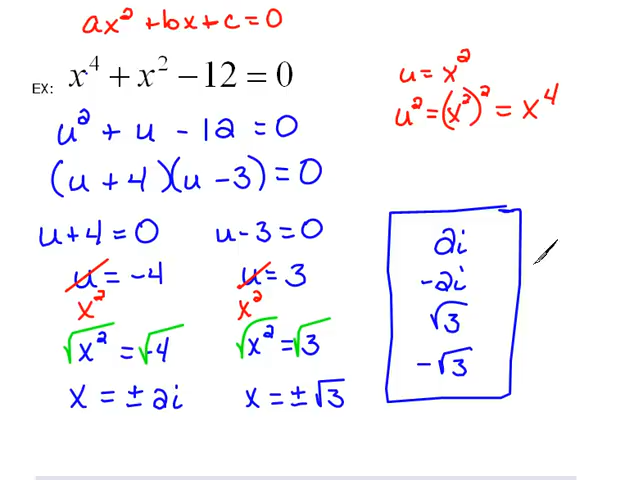 ax² + bx + c = 0
EX: x⁴ + x² − 12 = 0
u = x²
u² = (x²)² = x⁴
u² + u − 12 = 0
(u + 4)(u − 3) = 0
u + 4 = 0
u = −4
x²
√x² = √−4
x = ± 2i
u − 3 = 0
u = 3
x²
√x² = √3
x = ± √3
2i
−2i
√3
−√3